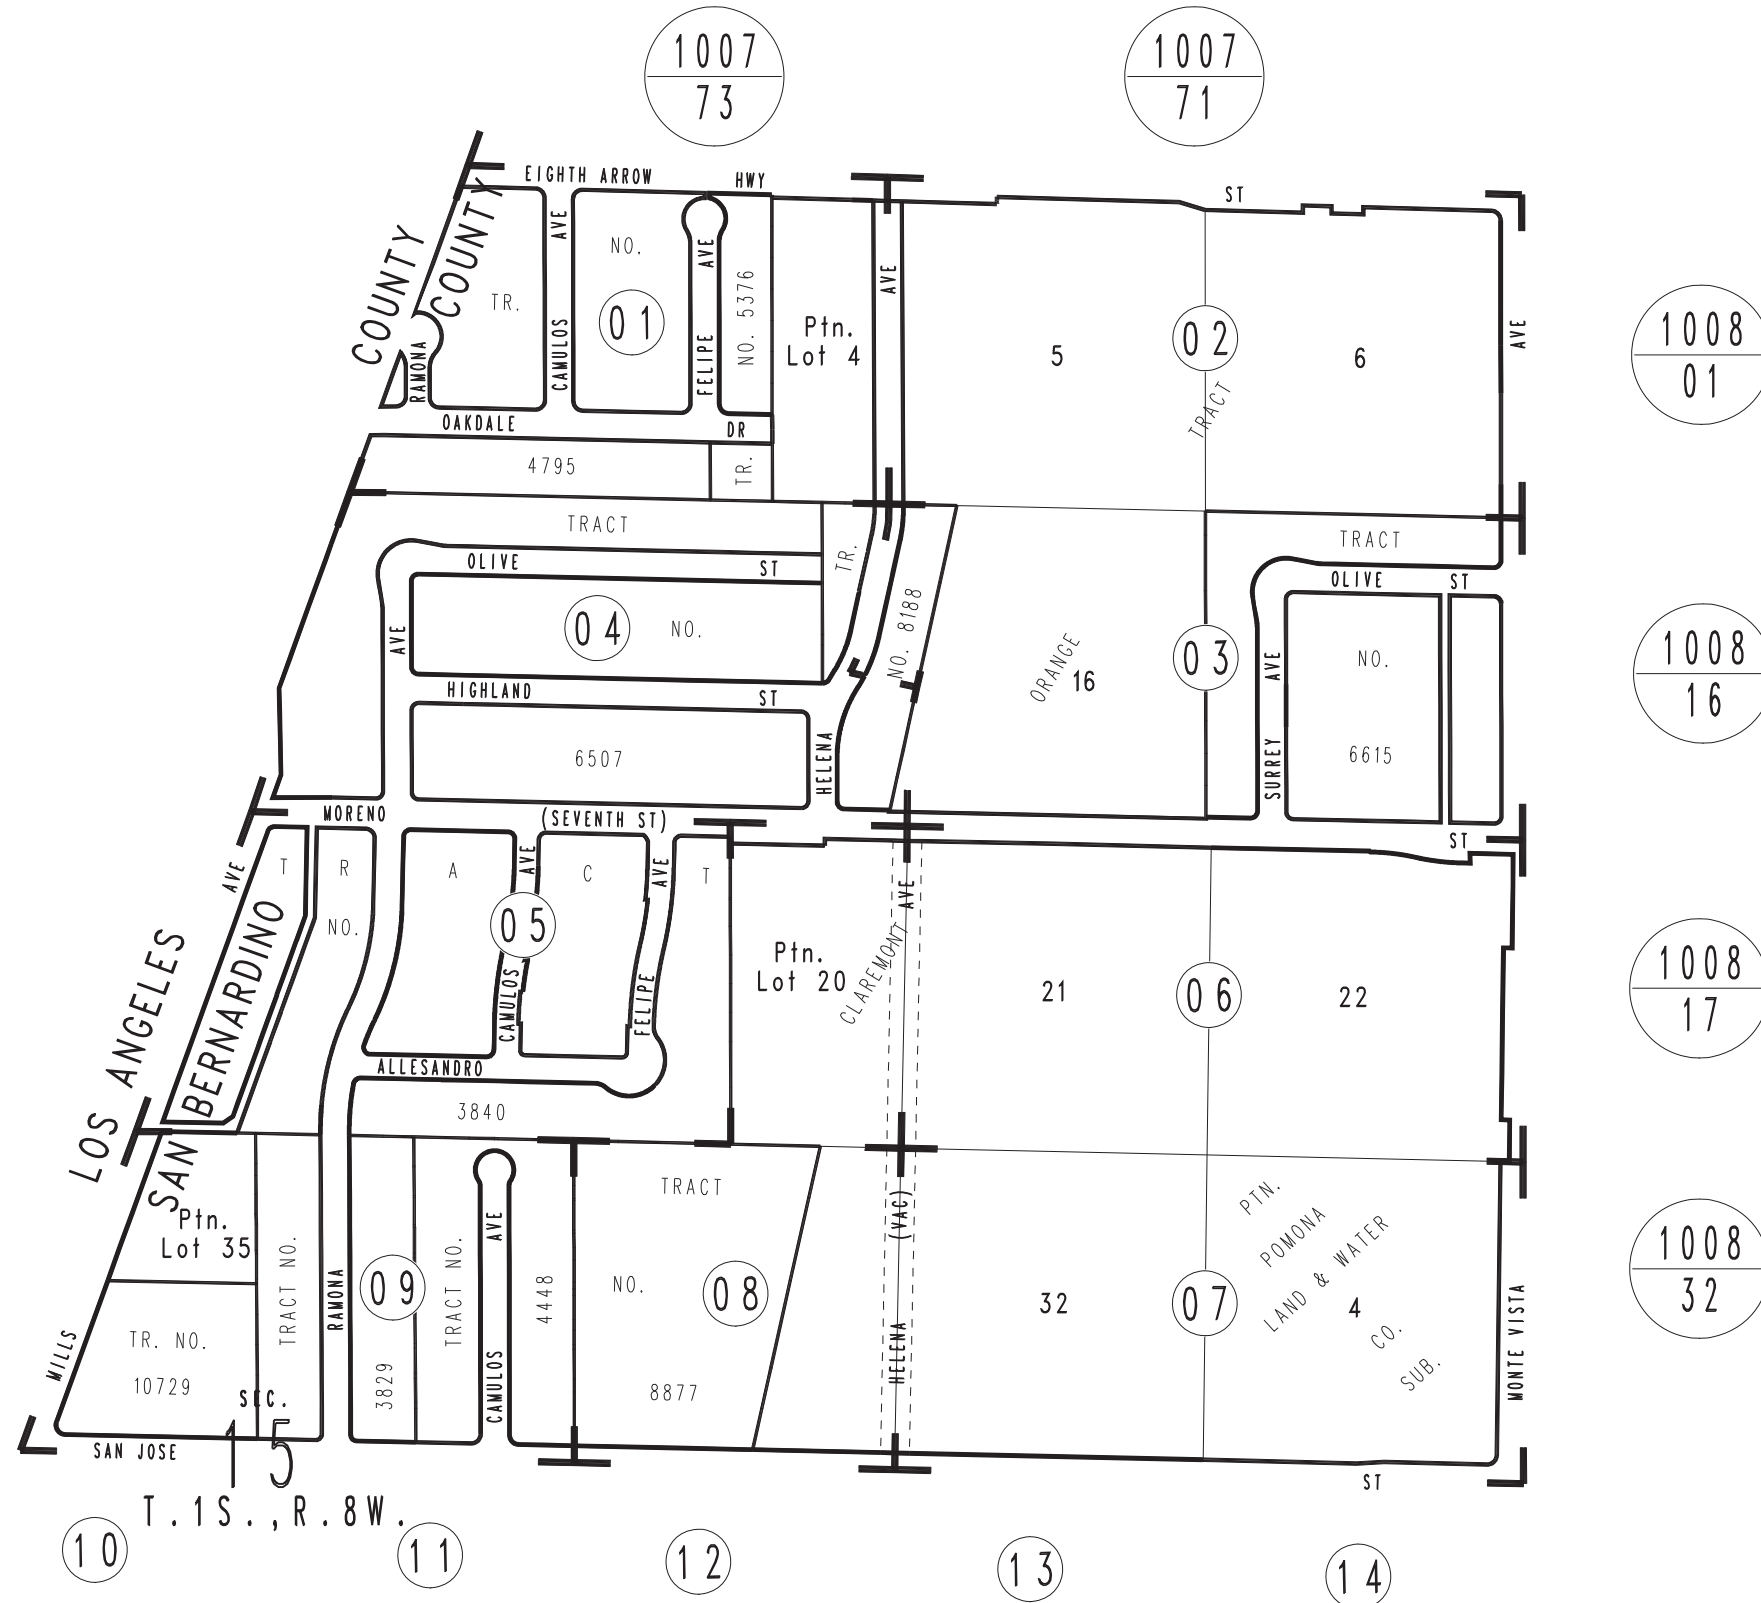 1007
73
1007
71
EIGHTH ARROW HWY
ST
COUNTY
COUNTY
AVE
NO.
AVE
NO. 5376
AVE
TR.
01
Ptn.
Lot 4
5
02
6
AVE
1008
01
RAMONA
CAMULOS
FELIPE
TRACT
OAKDALE
DR
4795
TR.
TRACT
TR.
TRACT
OLIVE
ST
OLIVE
ST
AVE
04
NO.
NO. 8188
ORANGE
16
03
AVE
NO.
1008
16
HIGHLAND
ST
6507
HELENA
SURREY
6615
MORENO
(SEVENTH ST)
ST
AVE
T
R
A
AVE
C
AVE
T
AVE
NO.
05
Ptn.
Lot 20
CLAREMONT
21
06
22
1008
17
LOS ANGELES
SAN BERNARDINO
CAMULOS
FELIPE
ALLESANDRO
3840
TRACT
(VAC)
PTN.
POMONA
LAND & WATER
CO.
SUB.
Ptn.
Lot 35
TRACT NO.
RAMONA
09
TRACT NO.
AVE
4448
NO.
08
32
07
4
1008
32
MILLS
TR. NO.
10729
3829
CAMULOS
8877
HELENA
MONTE VISTA
SEC.
15
SAN JOSE
ST
T.1S.,R.8W.
10
11
12
13
14